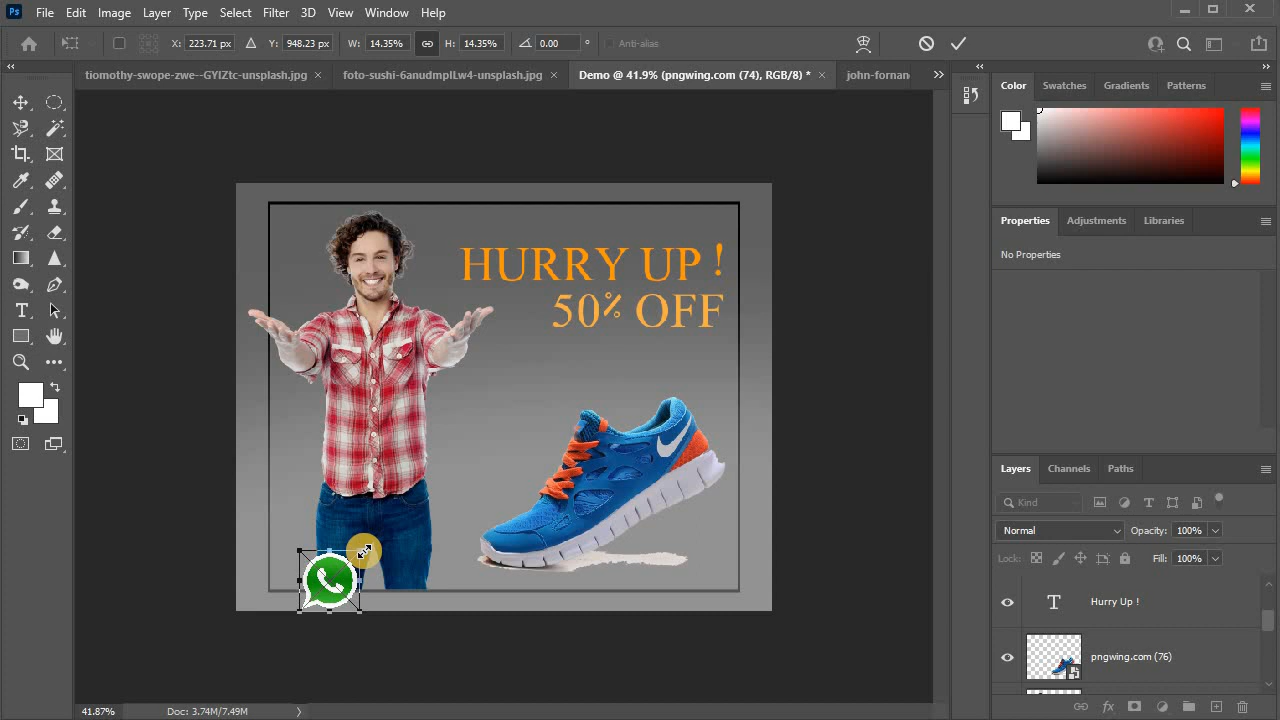 Ps File Edit Image Layer Type Select Filter 3D View Window Help
X: 223.71 px Δ Y: 948.23 px W: 14.35% H: 14.35% 0.00 ° Anti-alias
tiomothy-swope-zwe--GYIZtc-unsplash.jpg × foto-sushi-6anudmpILw4-unsplash.jpg × Demo @ 41.9% (pngwing.com (74), RGB/8) * × john-fornan
Color Swatches Gradients Patterns
Properties Adjustments Libraries
No Properties
HURRY UP !
50% OFF
Layers Channels Paths
Kind
Normal Opacity: 100%
Lock: Fill: 100%
T Hurry Up !
pngwing.com (76)
41.87% Doc: 3.74M/7.49M